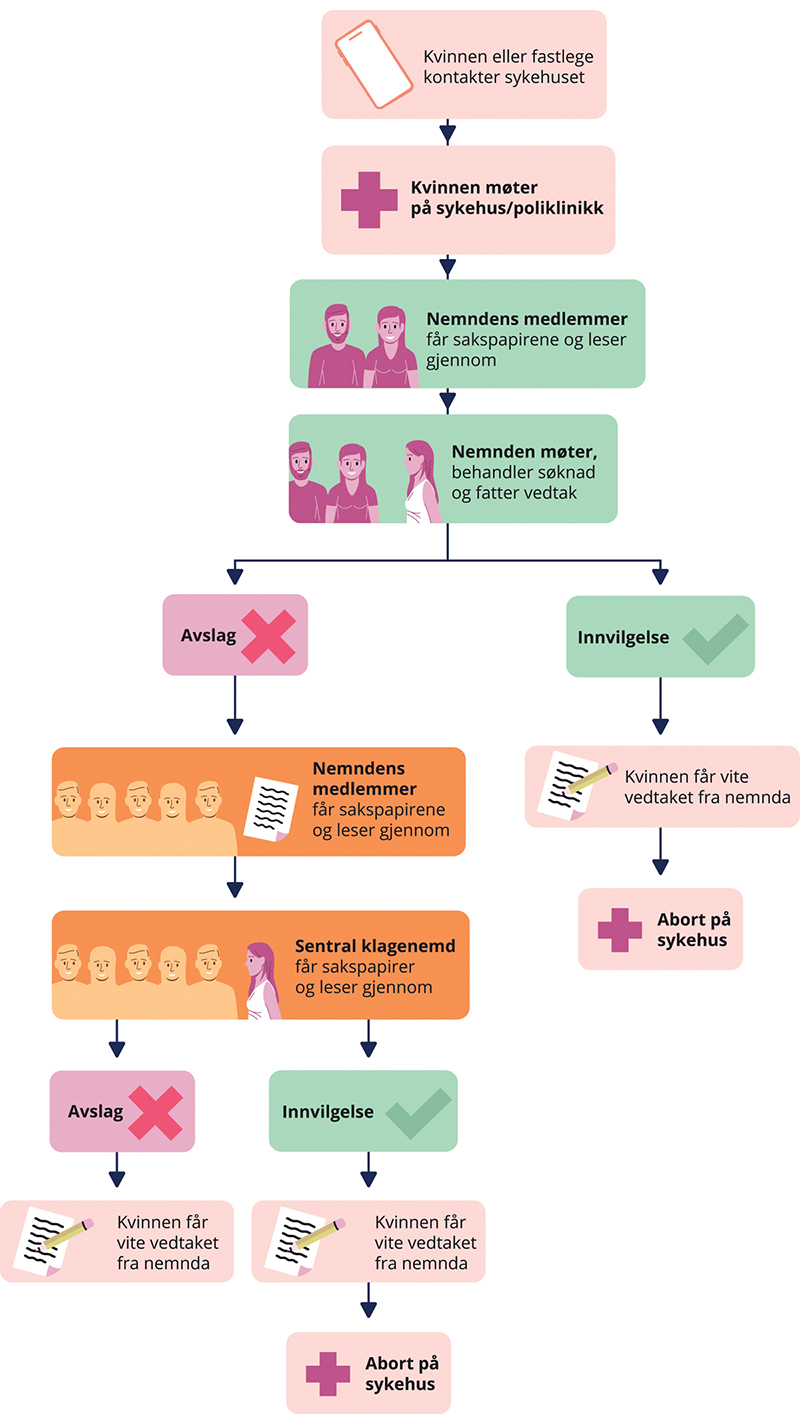 Kvinnen eller fastlege
kontakter sykehuset
Kvinnen møter
på sykehus/poliklinikk
Nemndens medlemmer
får sakspapirene og leser
gjennom
Nemnden møter,
behandler søknad
og fatter vedtak
Avslag
Innvilgelse
Nemndens
medlemmer
får sakspapirene
og leser gjennom
Kvinnen får vite
vedtaket fra nemnda
Abort på
sykehus
Sentral klagenemd
får sakspapirer
og leser gjennom
Avslag
Innvilgelse
Kvinnen får
vite vedtaket
fra nemnda
Kvinnen får
vite vedtaket
fra nemnda
Abort på
sykehus